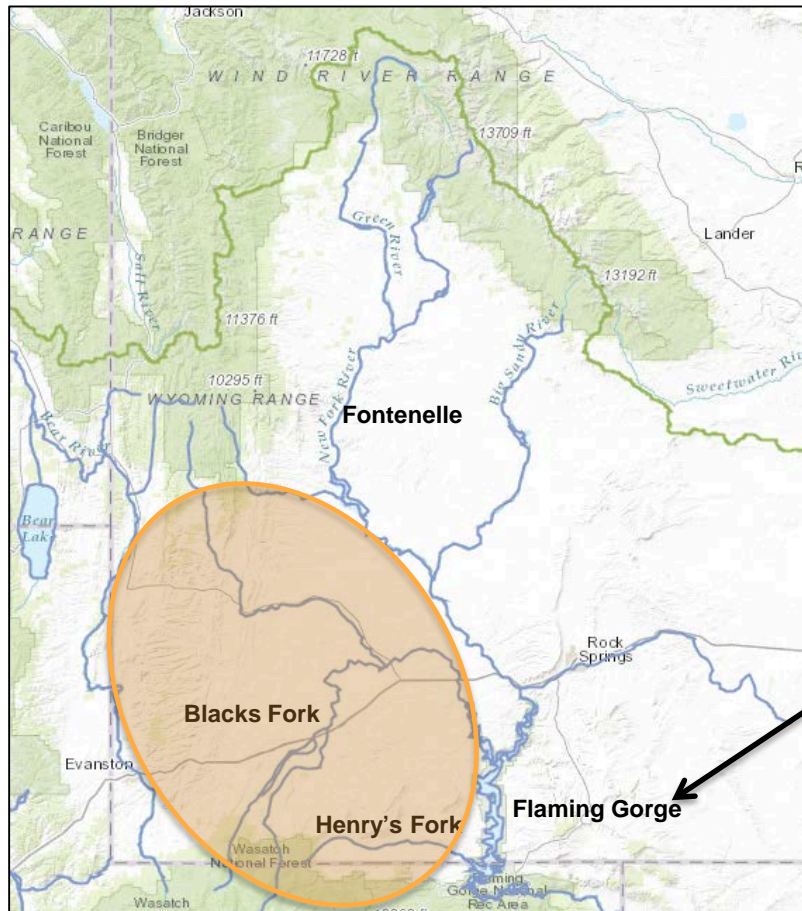 Jackson
11728 ft
WIND RIVER RANGE
Caribou
National
Forest
Bridger
National
Forest
13709 ft
Green River
Lander
RANGE
Salt River
13192 ft
11376 ft
Big Sandy River
Sweetwater Riv
10295 ft
WYOMING RANGE
New Fork River
Fontenelle
Bear River
Bear
Lake
Rock
Springs
Blacks Fork
Evanston
Flaming Gorge
Henry's Fork
Wasatch
National Forest
Flaming
Gorge National
Rec Area
Wasatch